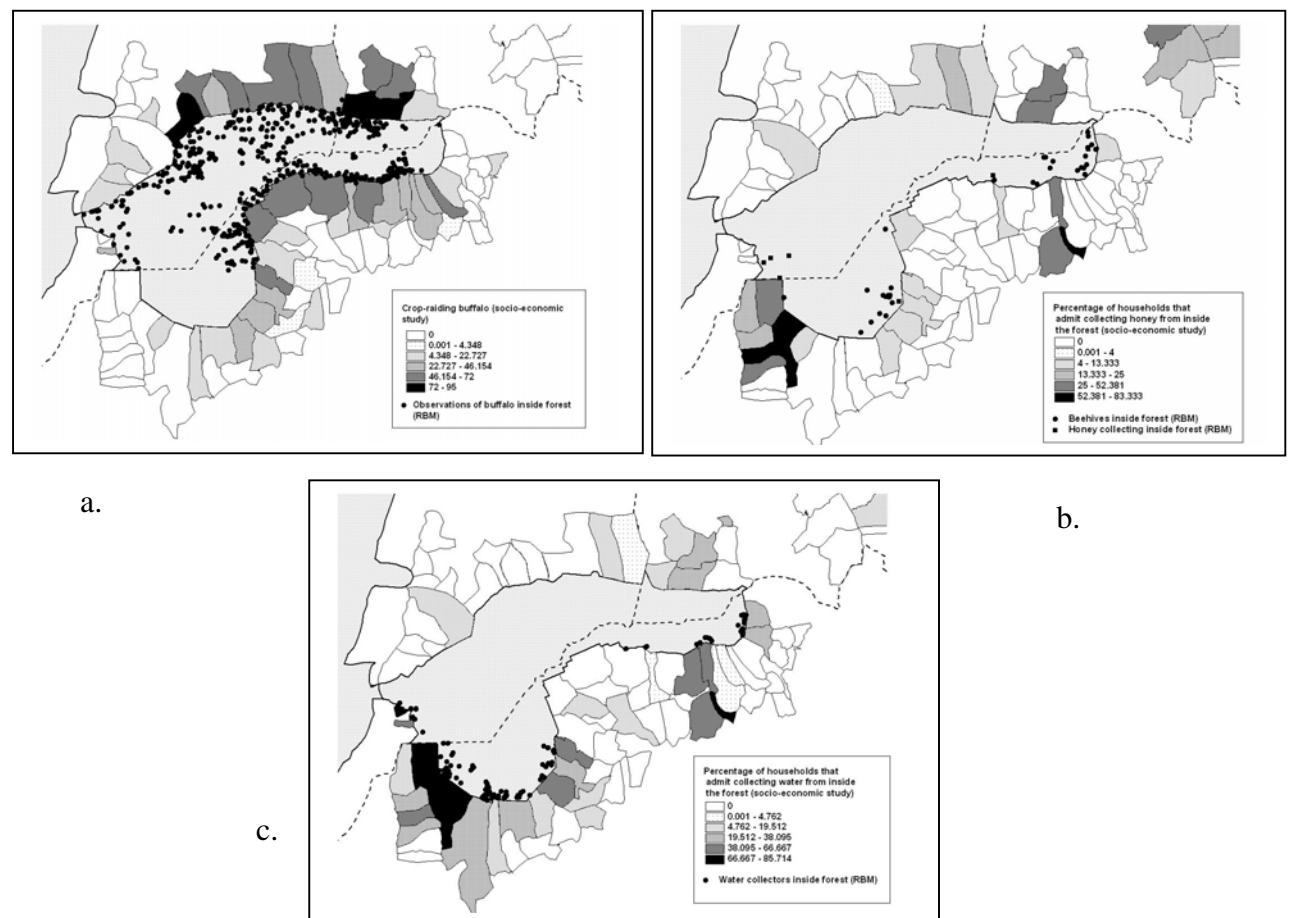 Crop-raiding buffalo (socio-economic
study)
0
0.001 - 4.348
4.348 - 22.727
22.727 - 46.154
46.154 - 72
72 - 95
Observations of buffalo inside forest
(RBM)
Percentage of households that
admit collecting honey from inside
the forest (socio-economic study)
0
0.001 - 4
4 - 13.333
13.333 - 25
25 - 52.381
52.381 - 83.333
Beehives inside forest (RBM)
Honey collecting inside forest (RBM)
a.
b.
Percentage of households that
admit collecting water from inside
the forest (socio-economic study)
0
0.001 - 4.762
4.762 - 19.512
19.512 - 38.095
38.095 - 66.667
66.667 - 85.714
Water collectors inside forest (RBM)
c.